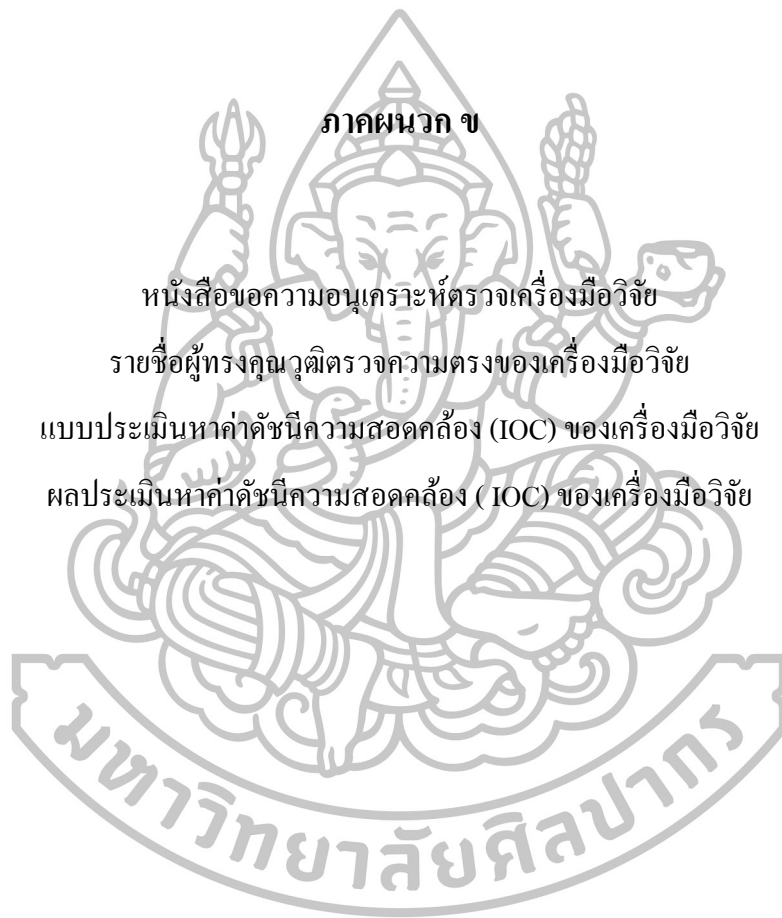 ภาคผนวก ข
หนังสือขอความอนุเคราะห์ตรวจเครื่องมือวิจัย
รายชื่อผู้ทรงคุณวุฒิตรวจความตรงของเครื่องมือวิจัย
แบบประเมินหาค่าดัชนีความสอดคล้อง (IOC) ของเครื่องมือวิจัย
ผลประเมินหาค่าดัชนีความสอดคล้อง ( IOC) ของเครื่องมือวิจัย
มหาวิทยาลัยศิลปากร